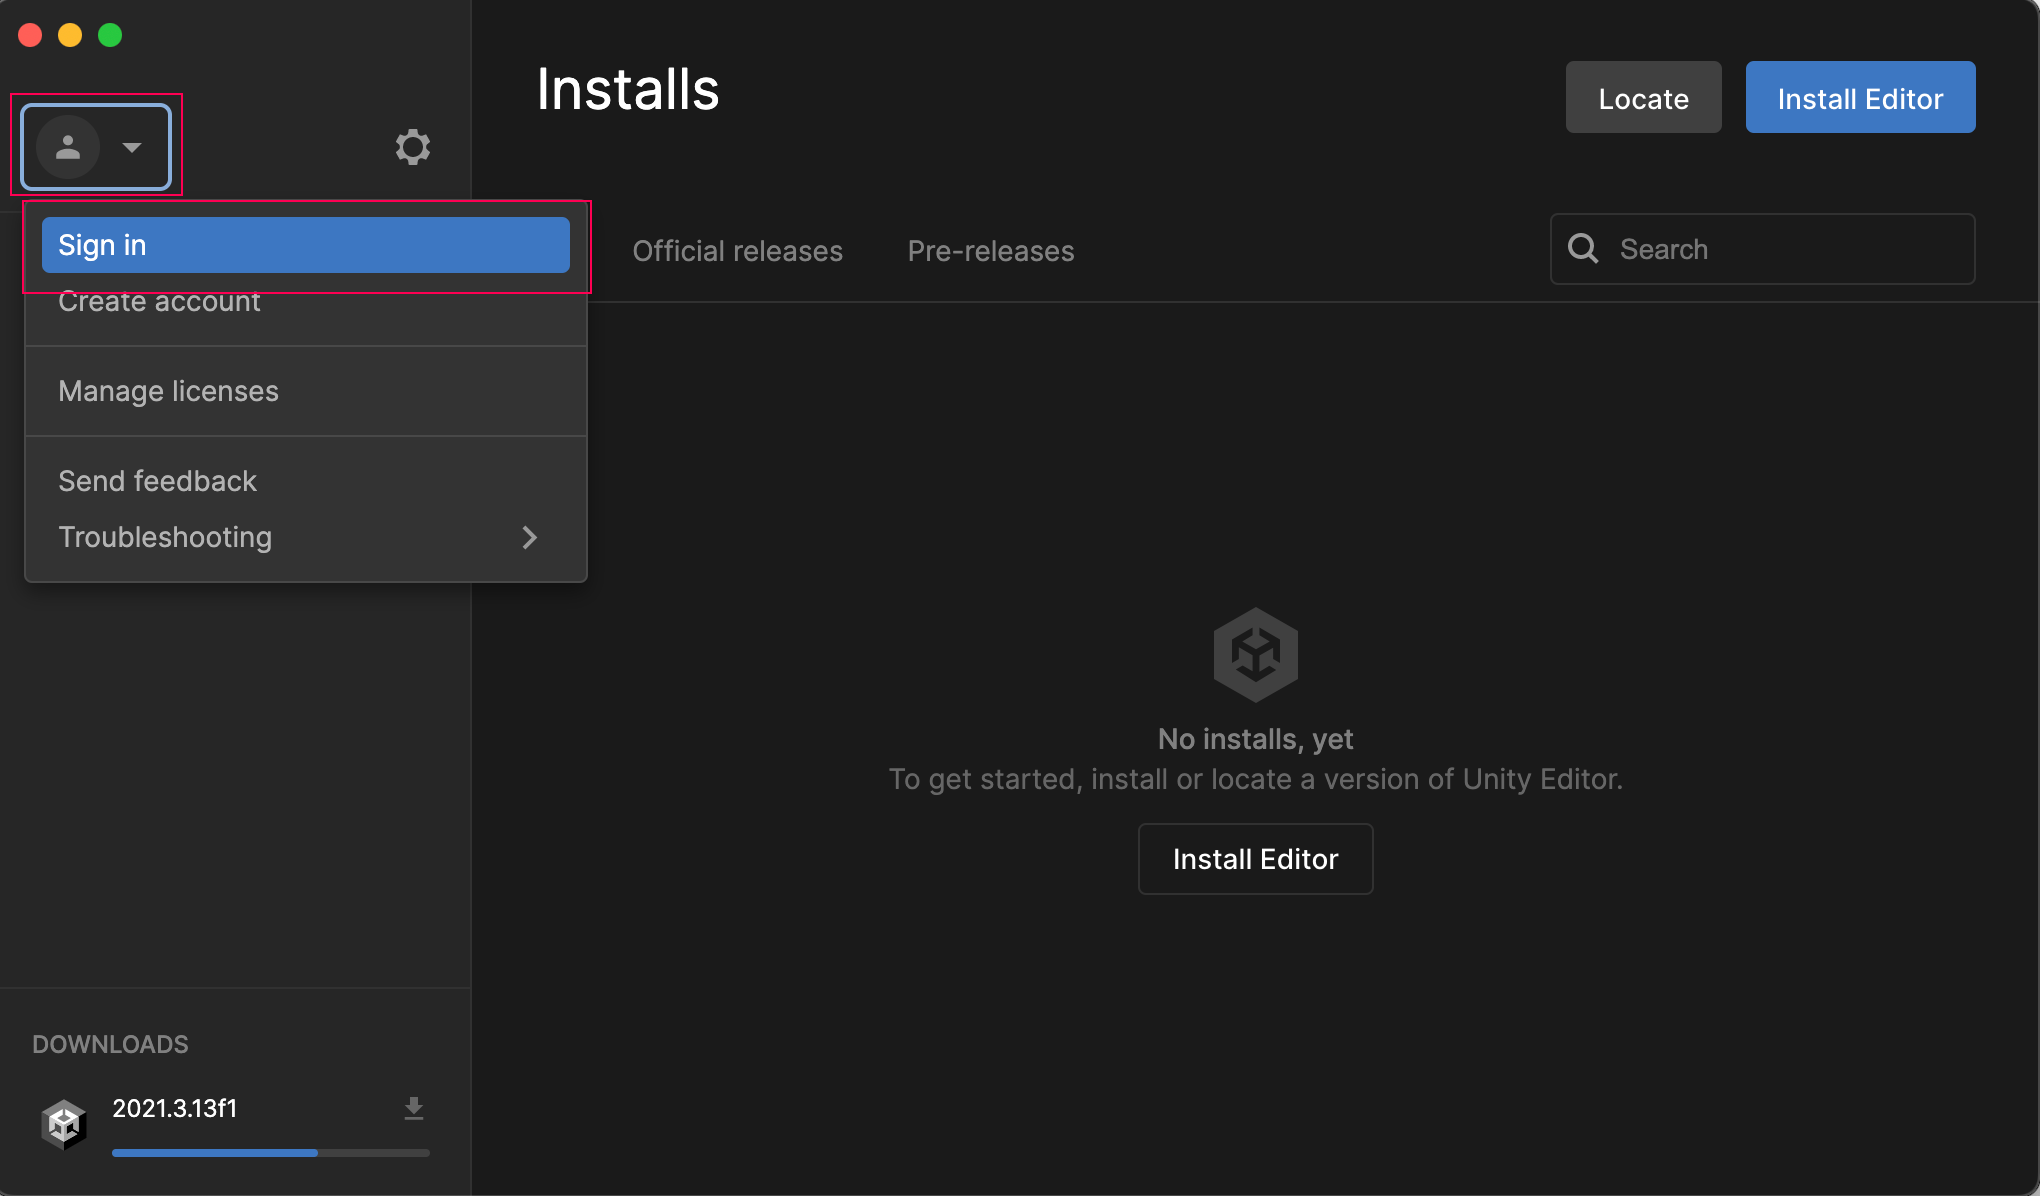 Installs
Locate
Install Editor
Sign in
Create account
Manage licenses
Send feedback
Troubleshooting
Official releases
Pre-releases
Search
No installs, yet
To get started, install or locate a version of Unity Editor.
Install Editor
DOWNLOADS
2021.3.13f1